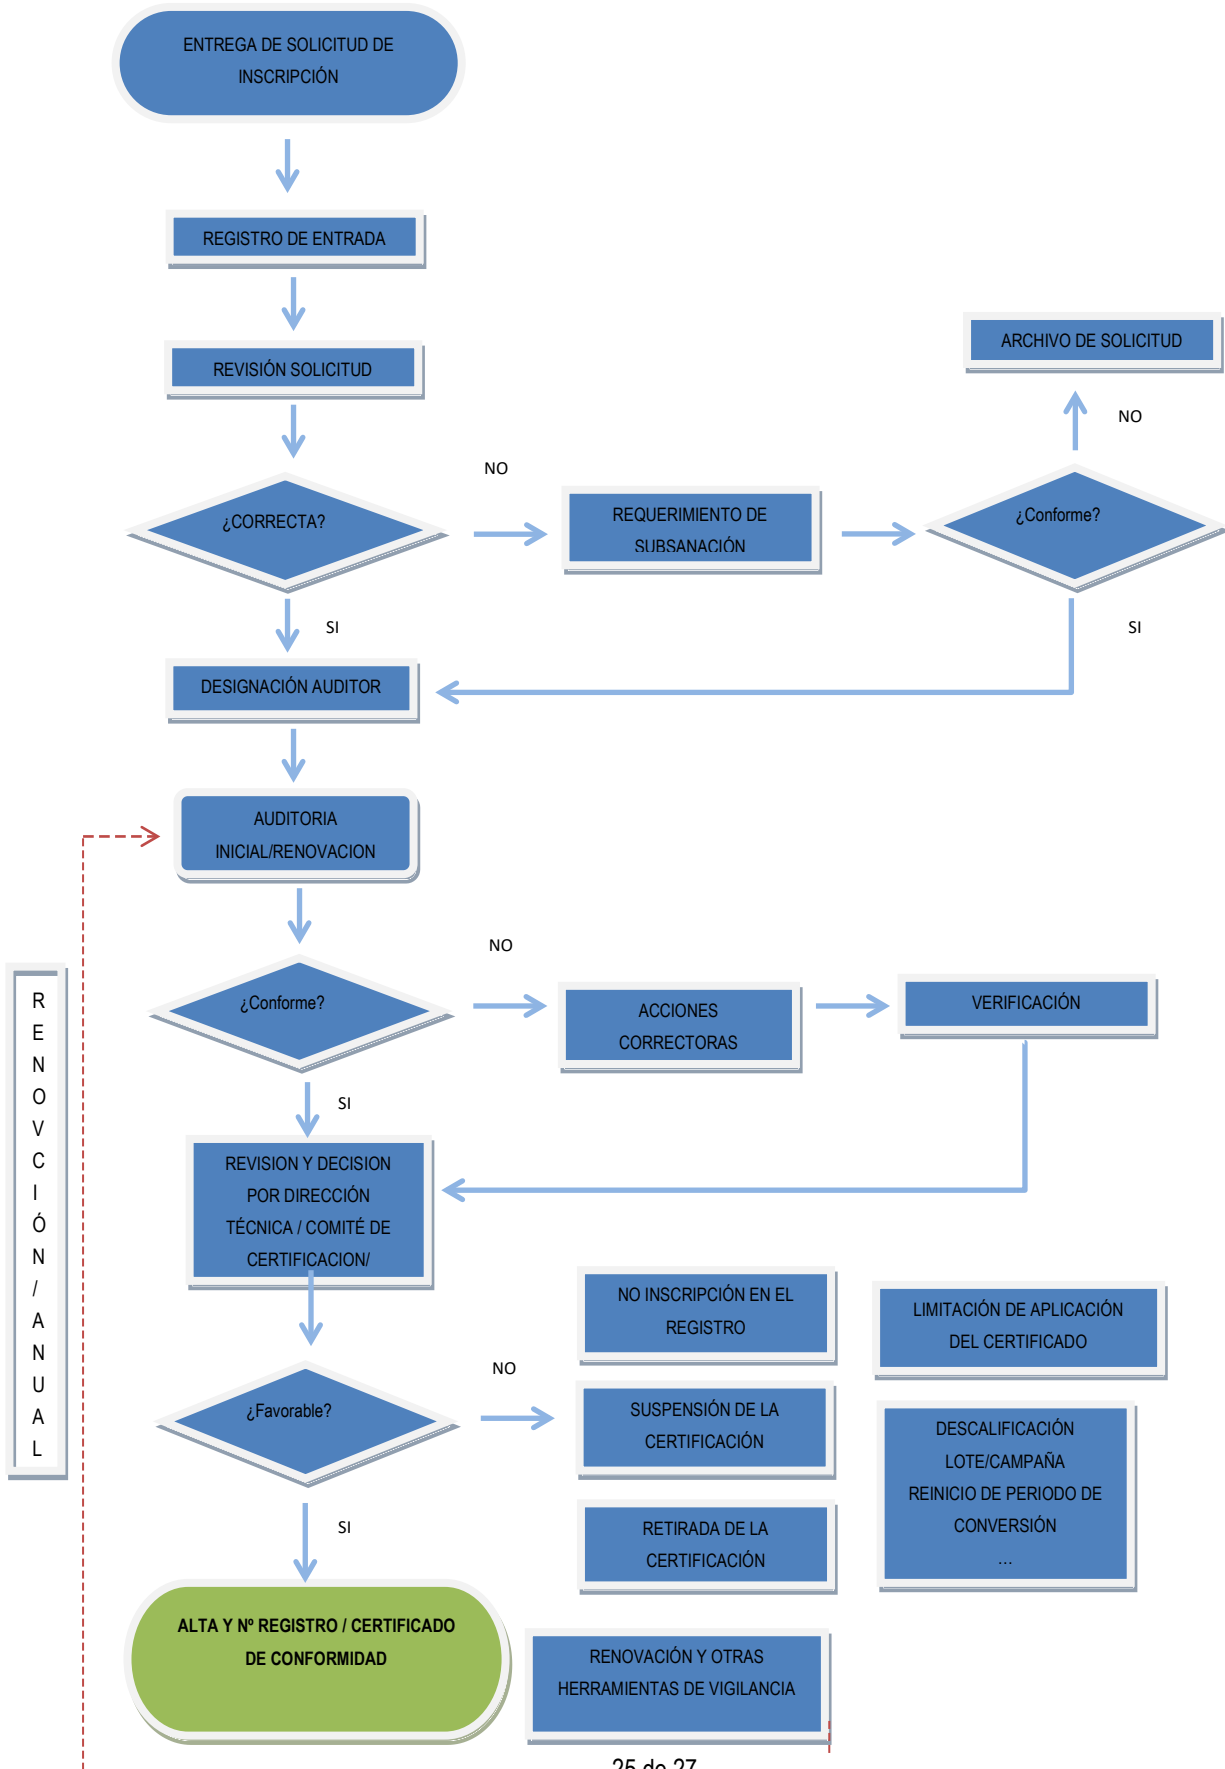 ENTREGA DE SOLICITUD DE
INSCRIPCIÓN
REGISTRO DE ENTRADA
REVISIÓN SOLICITUD
ARCHIVO DE SOLICITUD
NO
¿CORRECTA?
NO
REQUERIMIENTO DE
SUBSANACIÓN
¿Conforme?
SI
SI
DESIGNACIÓN AUDITOR
AUDITORIA
INICIAL/RENOVACION
¿Conforme?
NO
ACCIONES
CORRECTORAS
VERIFICACIÓN
SI
REVISION Y DECISION
POR DIRECCIÓN
TÉCNICA / COMITÉ DE
CERTIFICACION/
R
E
N
O
V
C
I
Ó
N
/
A
N
U
A
L
¿Favorable?
NO
NO INSCRIPCIÓN EN EL
REGISTRO
LIMITACIÓN DE APLICACIÓN
DEL CERTIFICADO
SUSPENSIÓN DE LA
CERTIFICACIÓN
DESCALIFICACIÓN
LOTE/CAMPAÑA
REINICIO DE PERIODO DE
CONVERSIÓN
...
RETIRADA DE LA
CERTIFICACIÓN
SI
ALTA Y Nº REGISTRO / CERTIFICADO
DE CONFORMIDAD
RENOVACIÓN Y OTRAS
HERRAMIENTAS DE VIGILANCIA
25 de 27